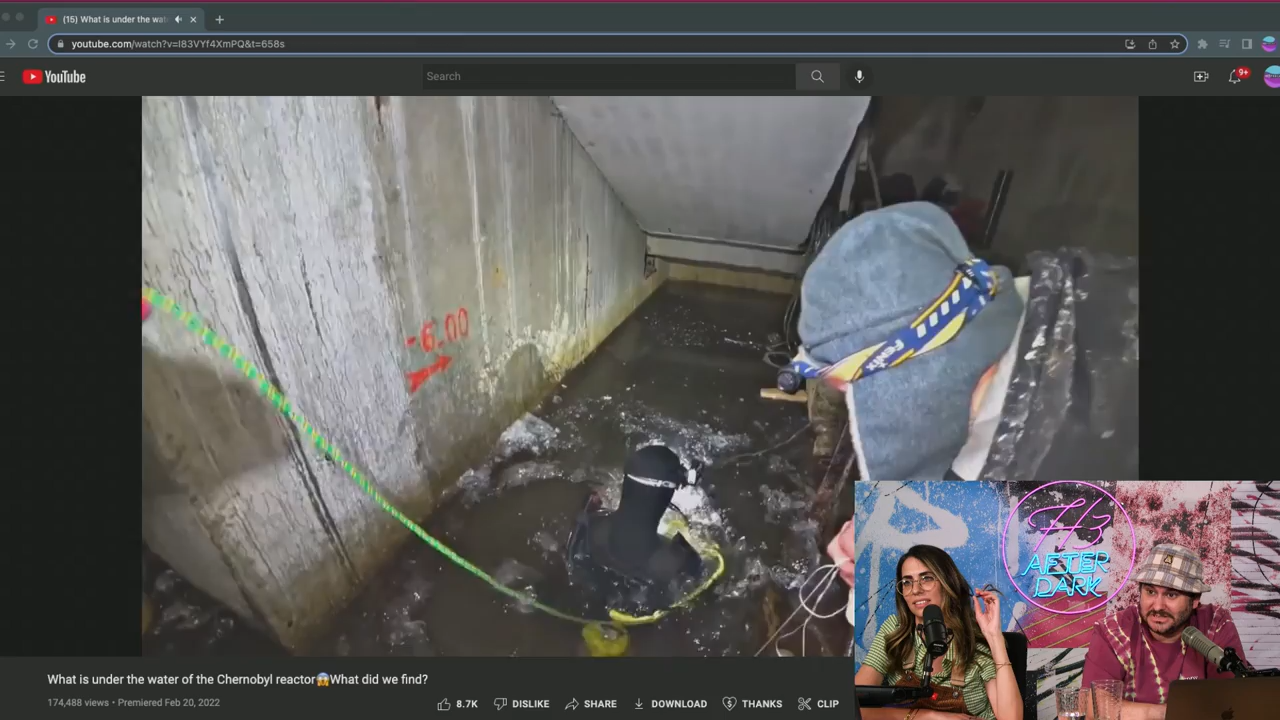 (15) What is under the wat
youtube.com/watch?v=I83VYf4XmPQ&t=658s
YouTube
Search
9+
-6.00
FENIX
H3
AFTER
DARK
What is under the water of the Chernobyl reactor😱What did we find?
174,488 views • Premiered Feb 20, 2022
8.7K
DISLIKE
SHARE
DOWNLOAD
THANKS
CLIP